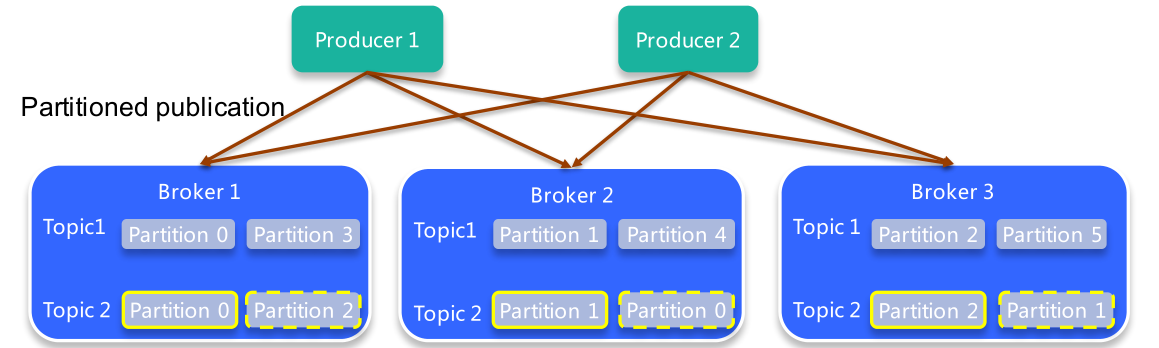 Producer 1
Producer 2
Partitioned publication
Broker 1
Topic1
Partition 0
Partition 3
Topic 2
Partition 0
Partition 2
Broker 2
Topic1
Partition 1
Partition 4
Topic 2
Partition 1
Partition 0
Broker 3
Topic 1
Partition 2
Partition 5
Topic 2
Partition 2
Partition 1